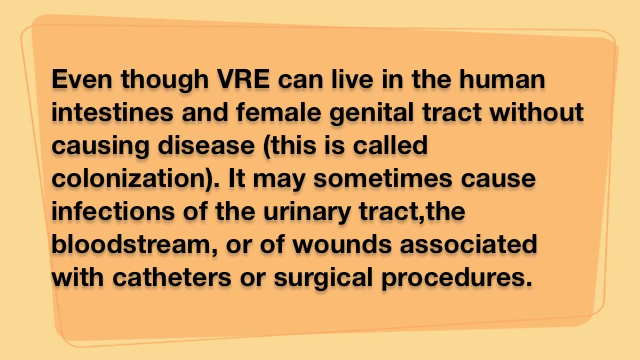 Even though VRE can live in the human
intestines and female genital tract without
causing disease (this is called
colonization). It may sometimes cause
infections of the urinary tract,the
bloodstream, or of wounds associated
with catheters or surgical procedures.